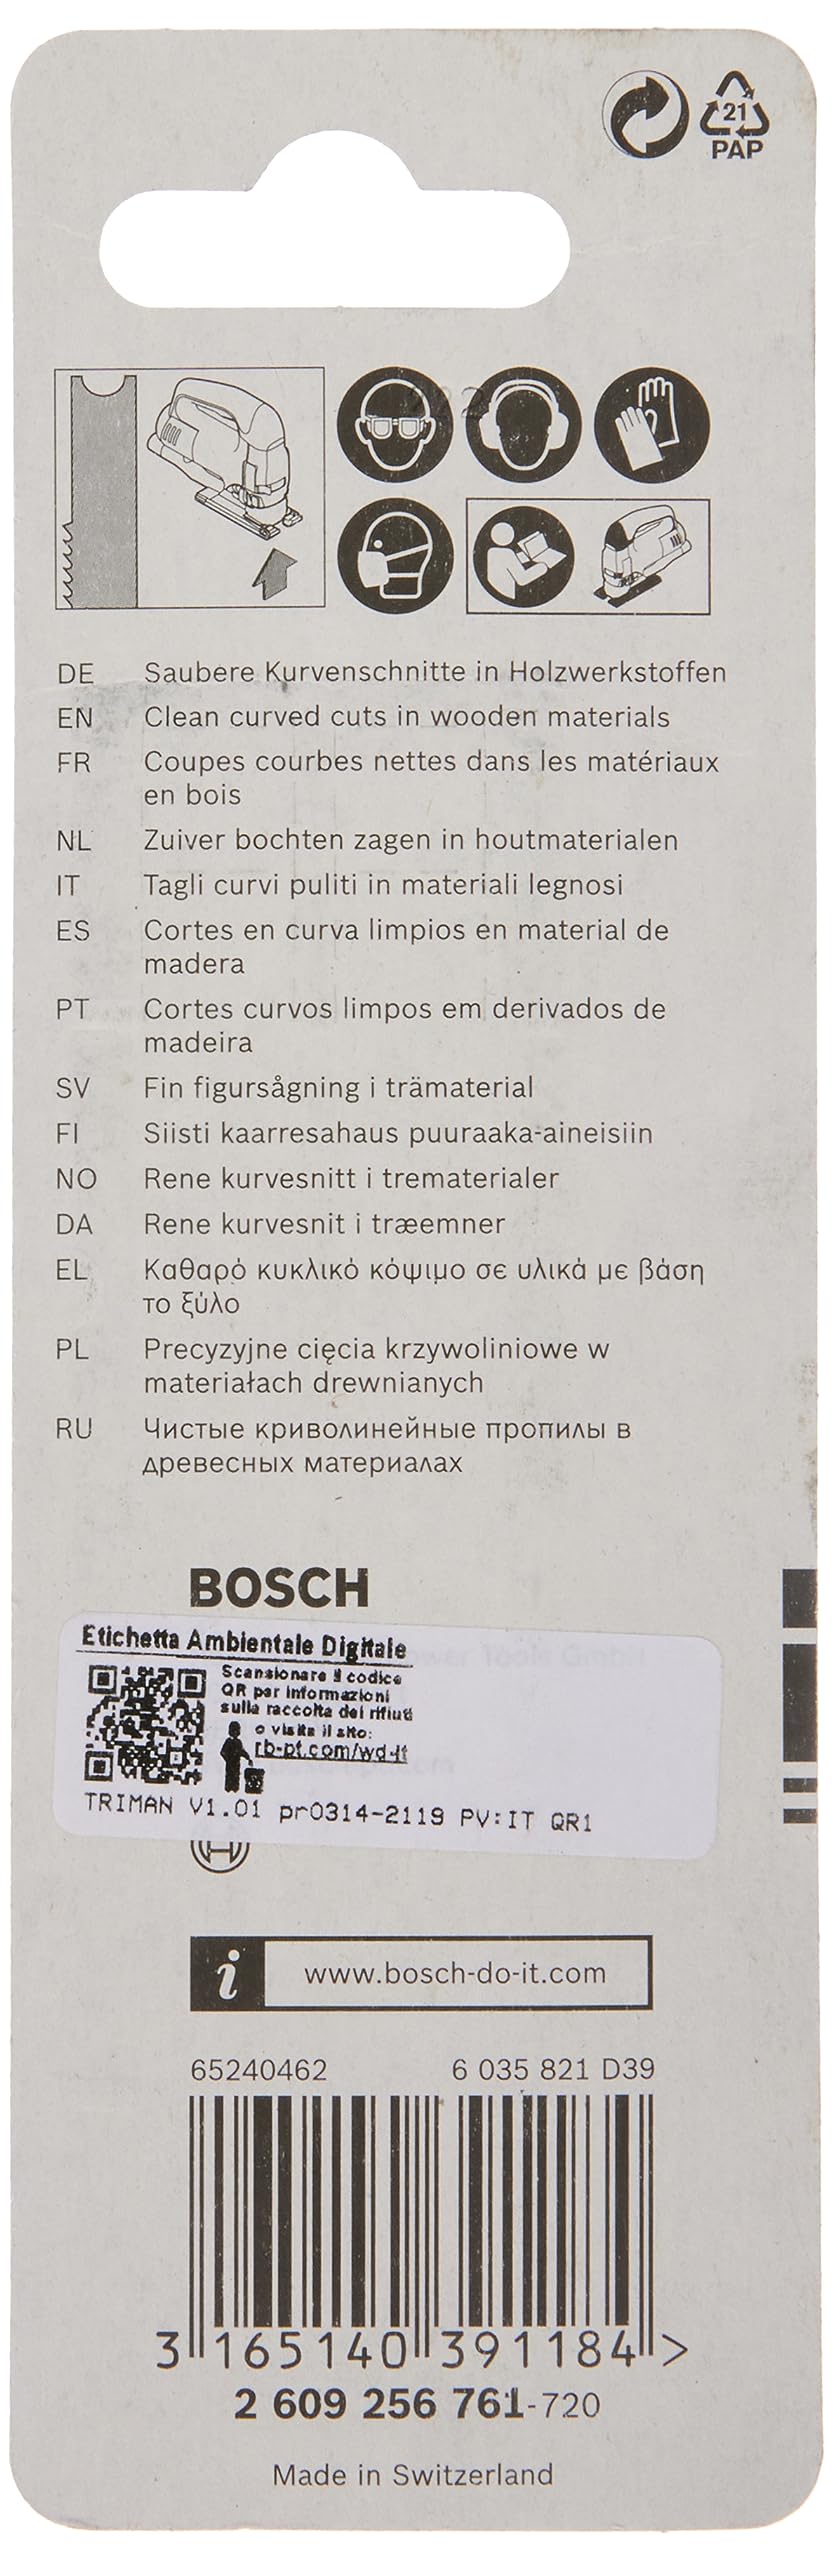 21
PAP
DE Saubere Kurvenschnitte in Holzwerkstoffen
EN Clean curved cuts in wooden materials
FR Coupes courbes nettes dans les matériaux
en bois
NL Zuiver bochten zagen in houtmaterialen
IT Tagli curvi puliti in materiali legnosi
ES Cortes en curva limpios en material de
madera
PT Cortes curvos limpos em derivados de
madeira
SV Fin figursågning i trämaterial
FI Siisti kaarresahaus puuraaka-aineisiin
NO Rene kurvesnitt i trematerialer
DA Rene kurvesnit i træemner
EL Καθαρό κυκλικό κόψιμο σε υλικά με βάση
το ξύλο
PL Precyzyjne cięcia krzywoliniowe w
materiałach drewnianych
RU Чистые криволинейные пропилы в
древесных материалах
BOSCH
Etichetta Ambientale Digitale
Scansionare il codice
QR per informazioni
sulla raccolta dei rifiuti
o visita il sito:
rb-pt.com/wd-it
TRIMAN V1.01 pr0314-2119 PV:IT QR1
i www.bosch-do-it.com
65240462 6 035 821 D39
3 165140 391184 >
2 609 256 761-720
Made in Switzerland